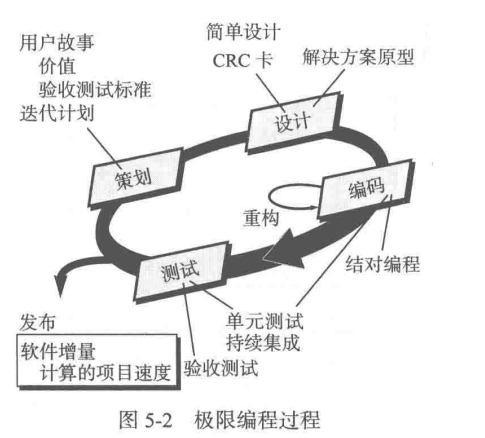 用户故事
价值
验收测试标准
迭代计划
简单设计
CRC 卡
解决方案原型
设计
策划
编码
重构
结对编程
测试
单元测试
持续集成
验收测试
发布
软件增量
计算的项目速度
图 5-2 极限编程过程